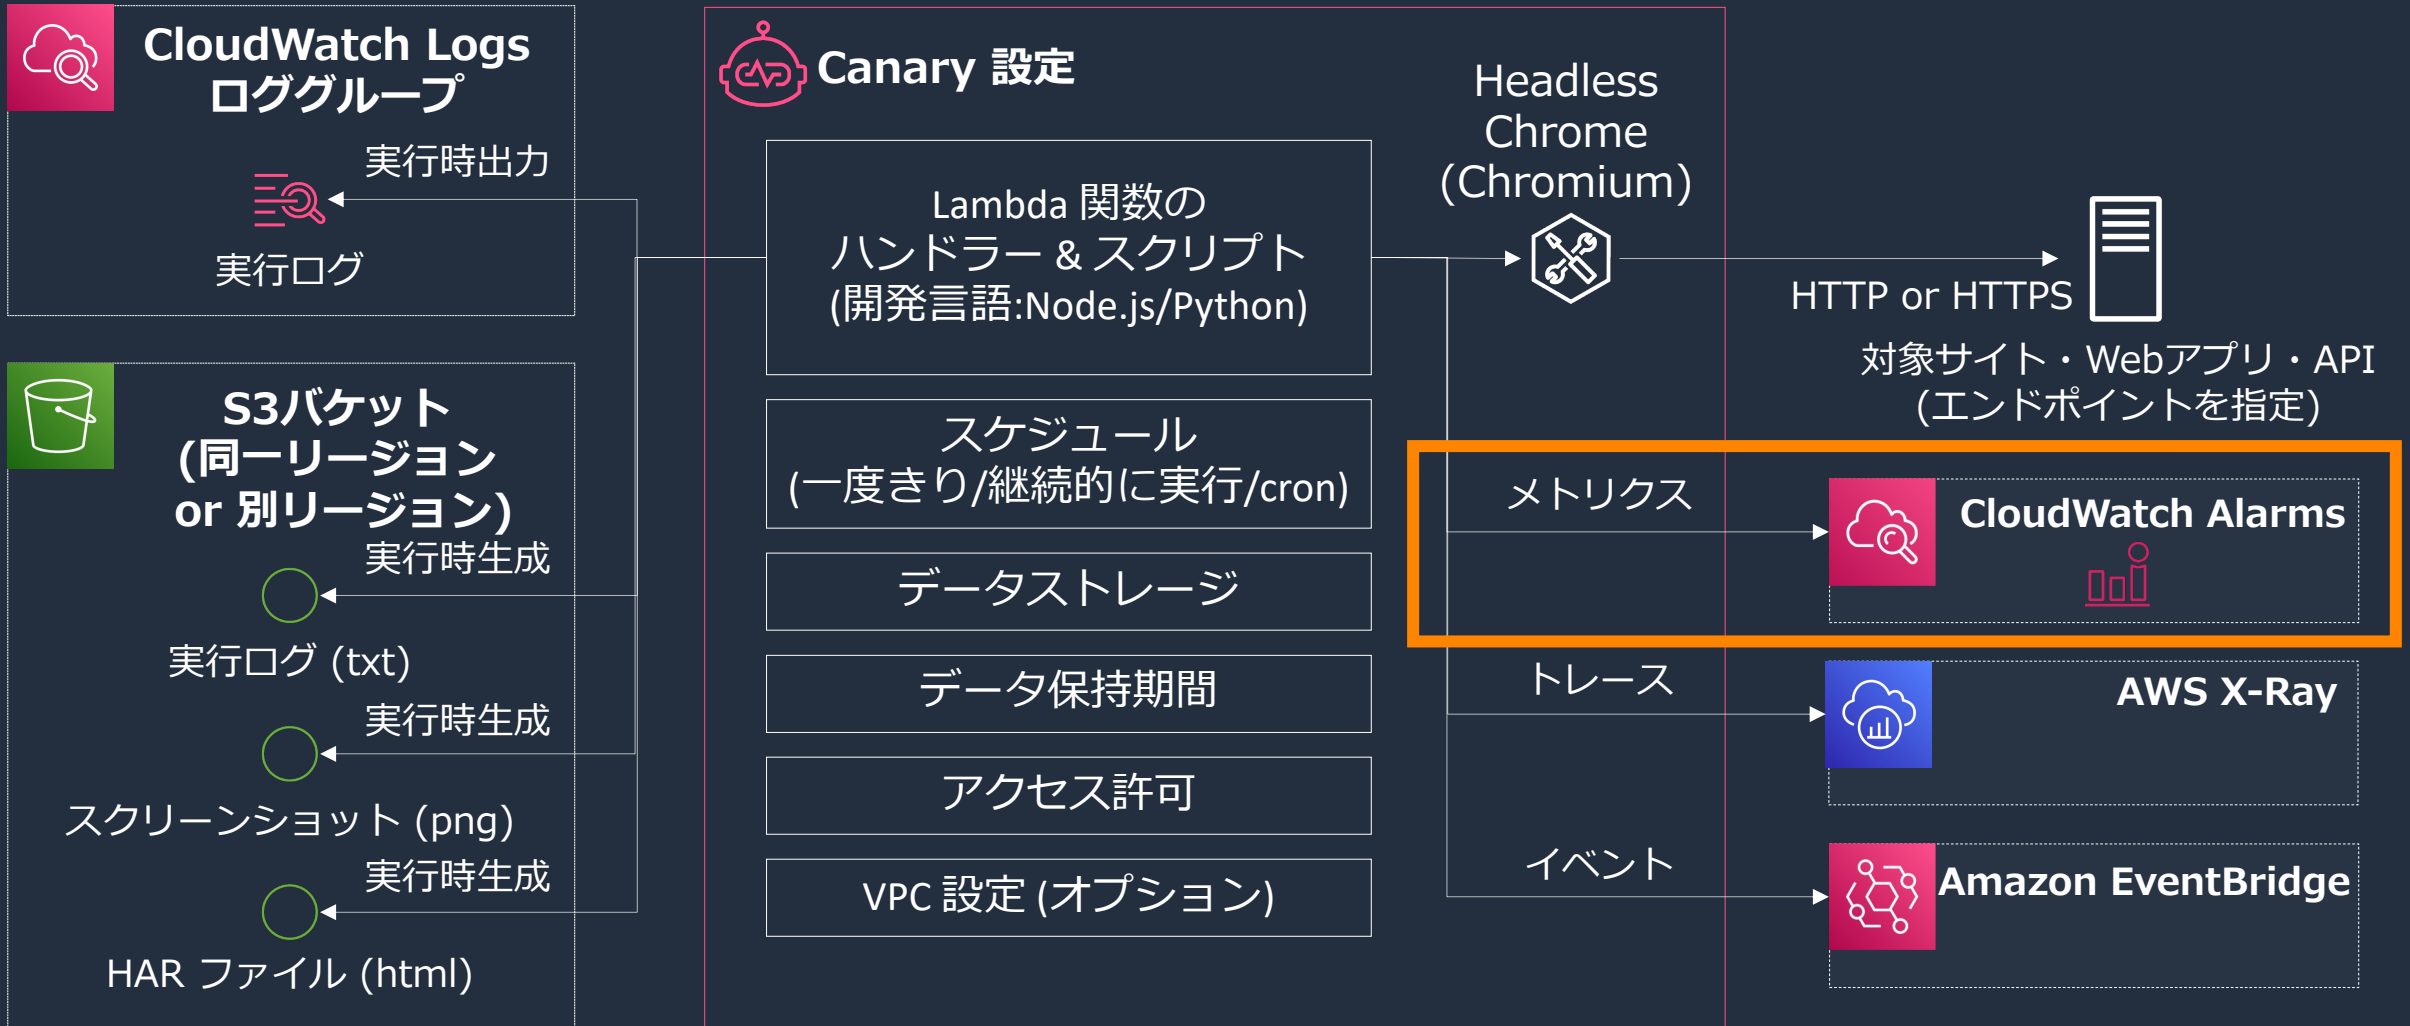 CloudWatch Logs
ロググループ
実行時出力
実行ログ
S3バケット
(同一リージョン
or 別リージョン)
実行時生成
実行ログ (txt)
実行時生成
スクリーンショット (png)
実行時生成
HAR ファイル (html)
Canary 設定
Lambda 関数の
ハンドラー & スクリプト
(開発言語:Node.js/Python)
スケジュール
(一度きり/継続的に実行/cron)
データストレージ
データ保持期間
アクセス許可
VPC 設定 (オプション)
Headless
Chrome
(Chromium)
HTTP or HTTPS
対象サイト・Webアプリ・API
(エンドポイントを指定)
メトリクス
CloudWatch Alarms
トレース
AWS X-Ray
イベント
Amazon EventBridge